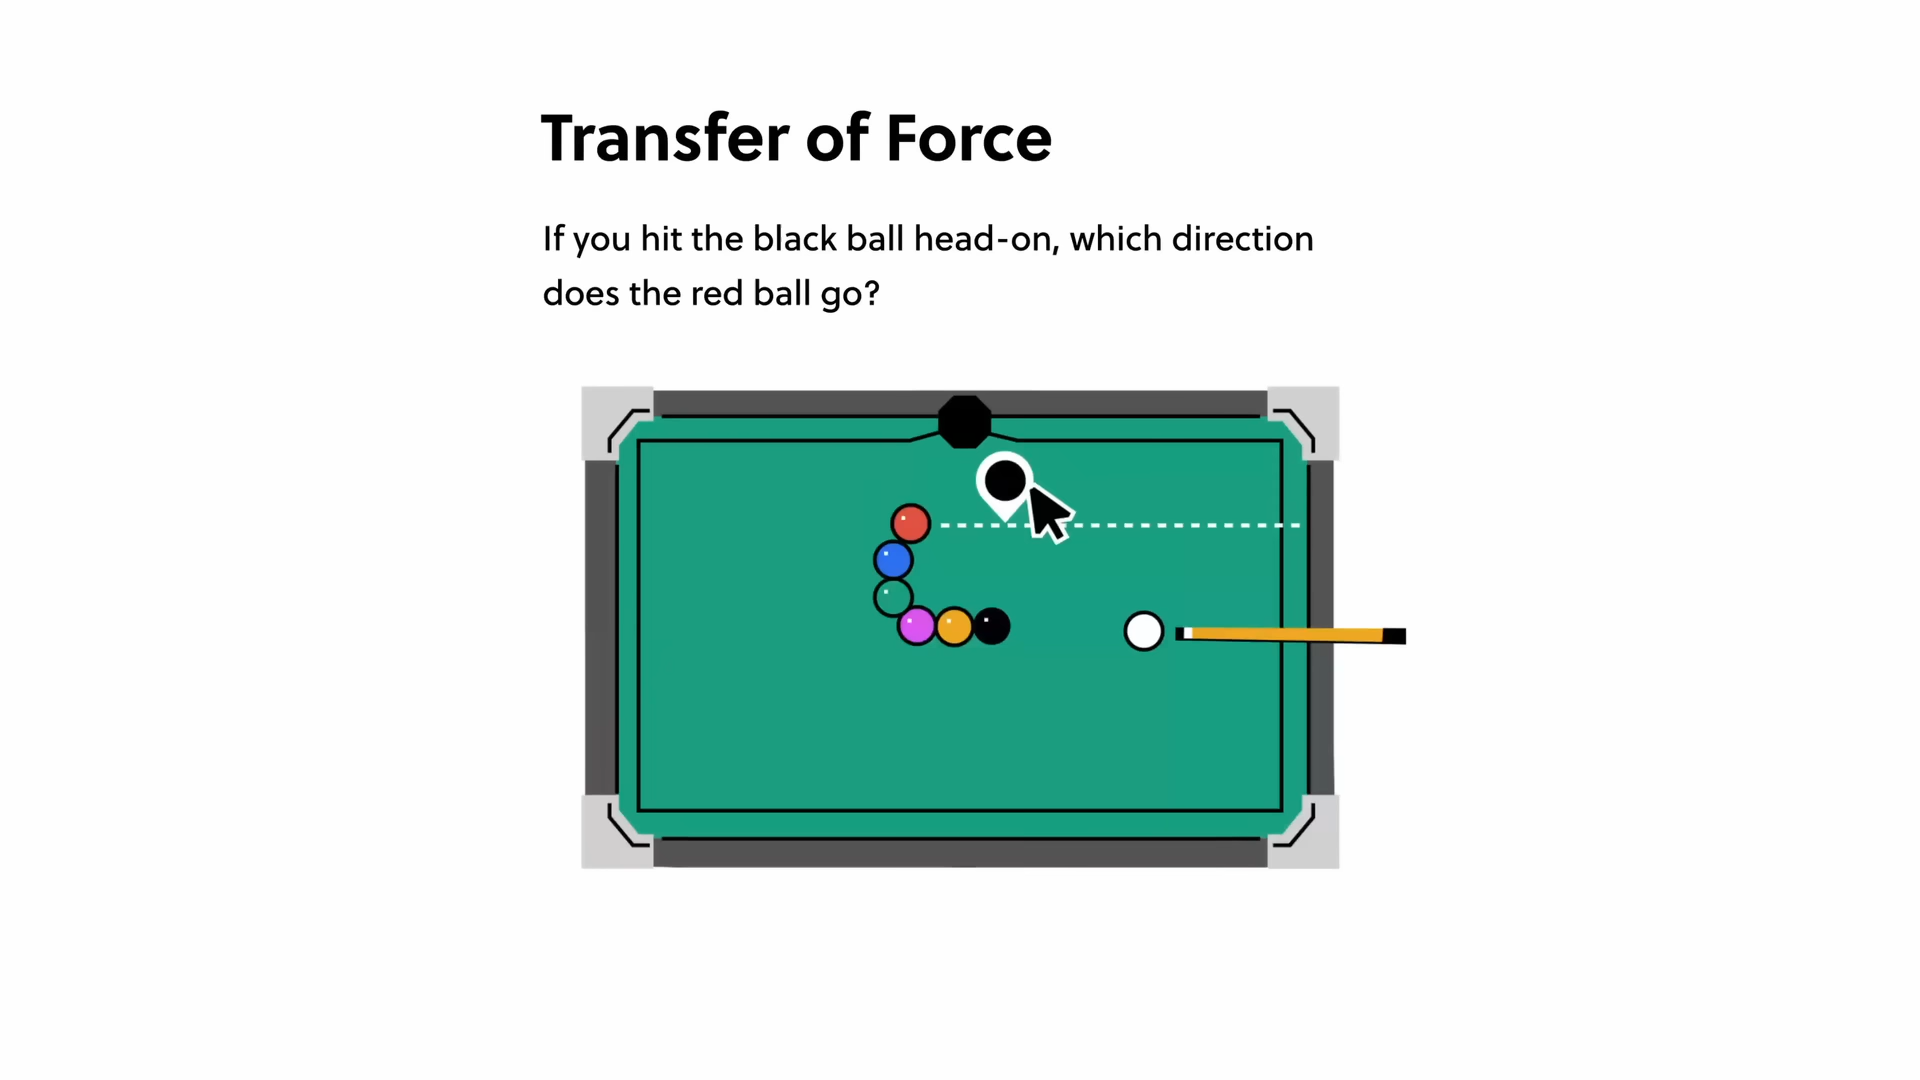 Transfer of Force
If you hit the black ball head-on, which direction
does the red ball go?